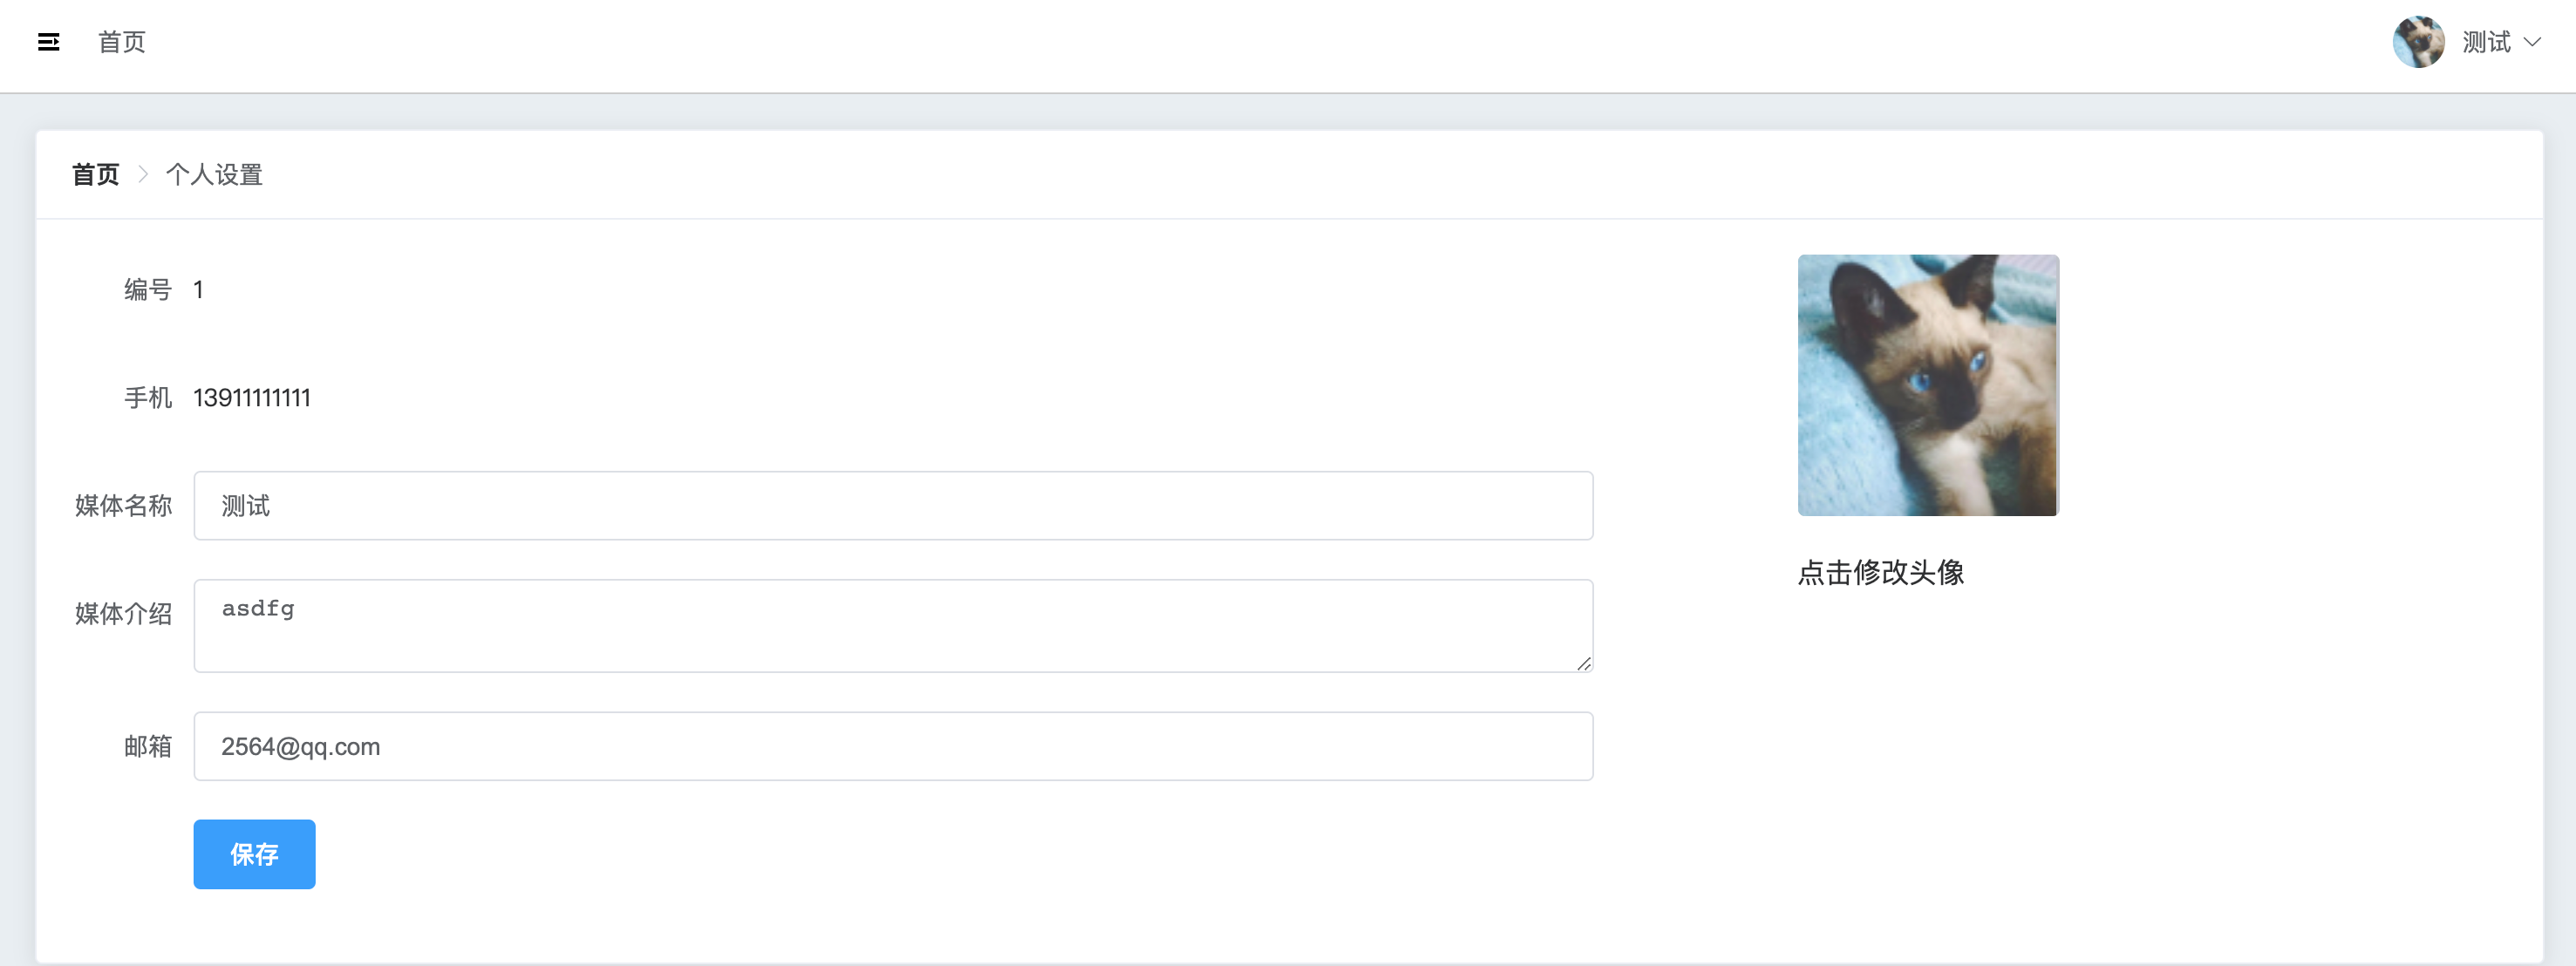 首页
测试
首页 > 个人设置
编号 1
手机 13911111111
媒体名称 测试
媒体介绍 asdfg
邮箱 2564@qq.com
保存
点击修改头像